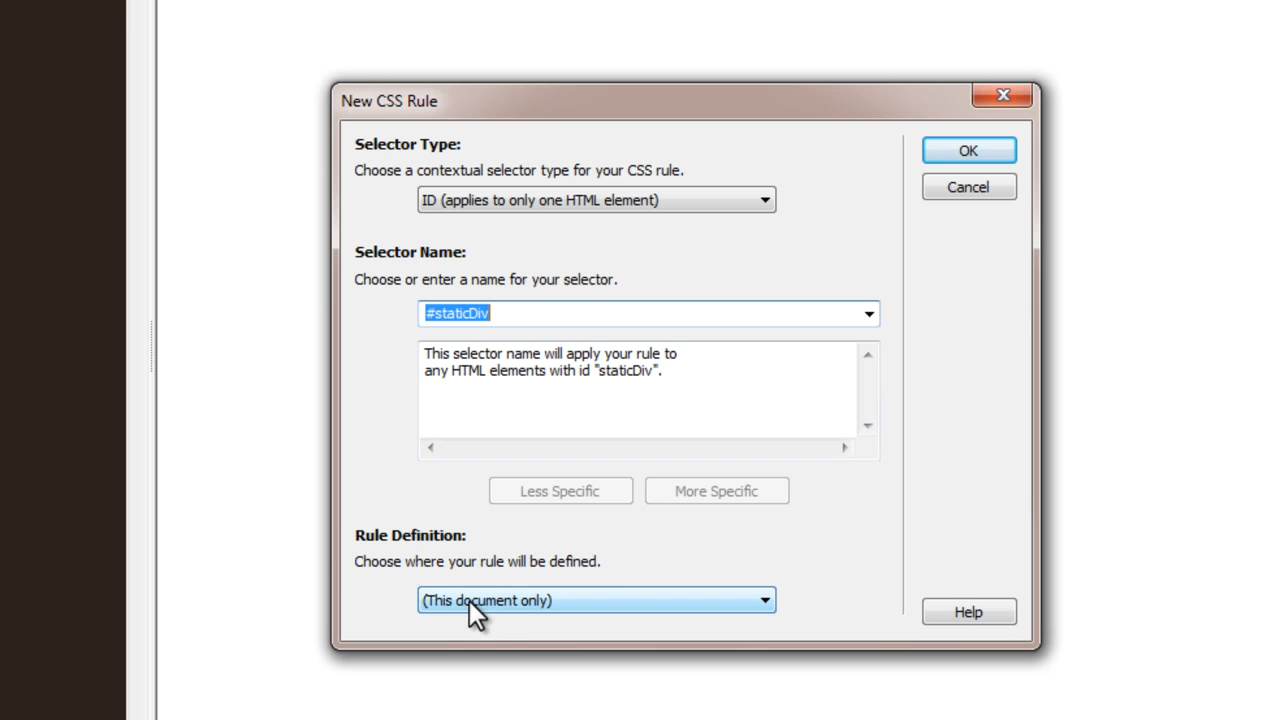 New CSS Rule
Selector Type:
Choose a contextual selector type for your CSS rule.
ID (applies to only one HTML element)
OK
Cancel
Selector Name:
Choose or enter a name for your selector.
#staticDiv
This selector name will apply your rule to
any HTML elements with id "staticDiv".
Less Specific
More Specific
Rule Definition:
Choose where your rule will be defined.
(This document only)
Help